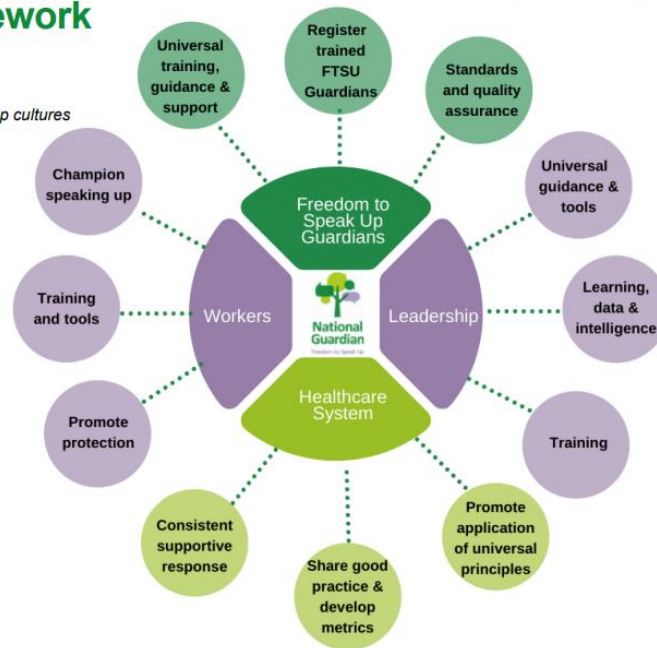 ework
p cultures
Universal
training,
guidance &
support
Register
trained
FTSU
Guardians
Standards
and quality
assurance
Champion
speaking up
Universal
guidance &
tools
Freedom to
Speak Up
Guardians
Training
and tools
Workers
National
Guardian
Freedom to Speak Up
Leadership
Learning,
data &
intelligence
Healthcare
System
Promote
protection
Training
Consistent
supportive
response
Share good
practice &
develop
metrics
Promote
application
of universal
principles